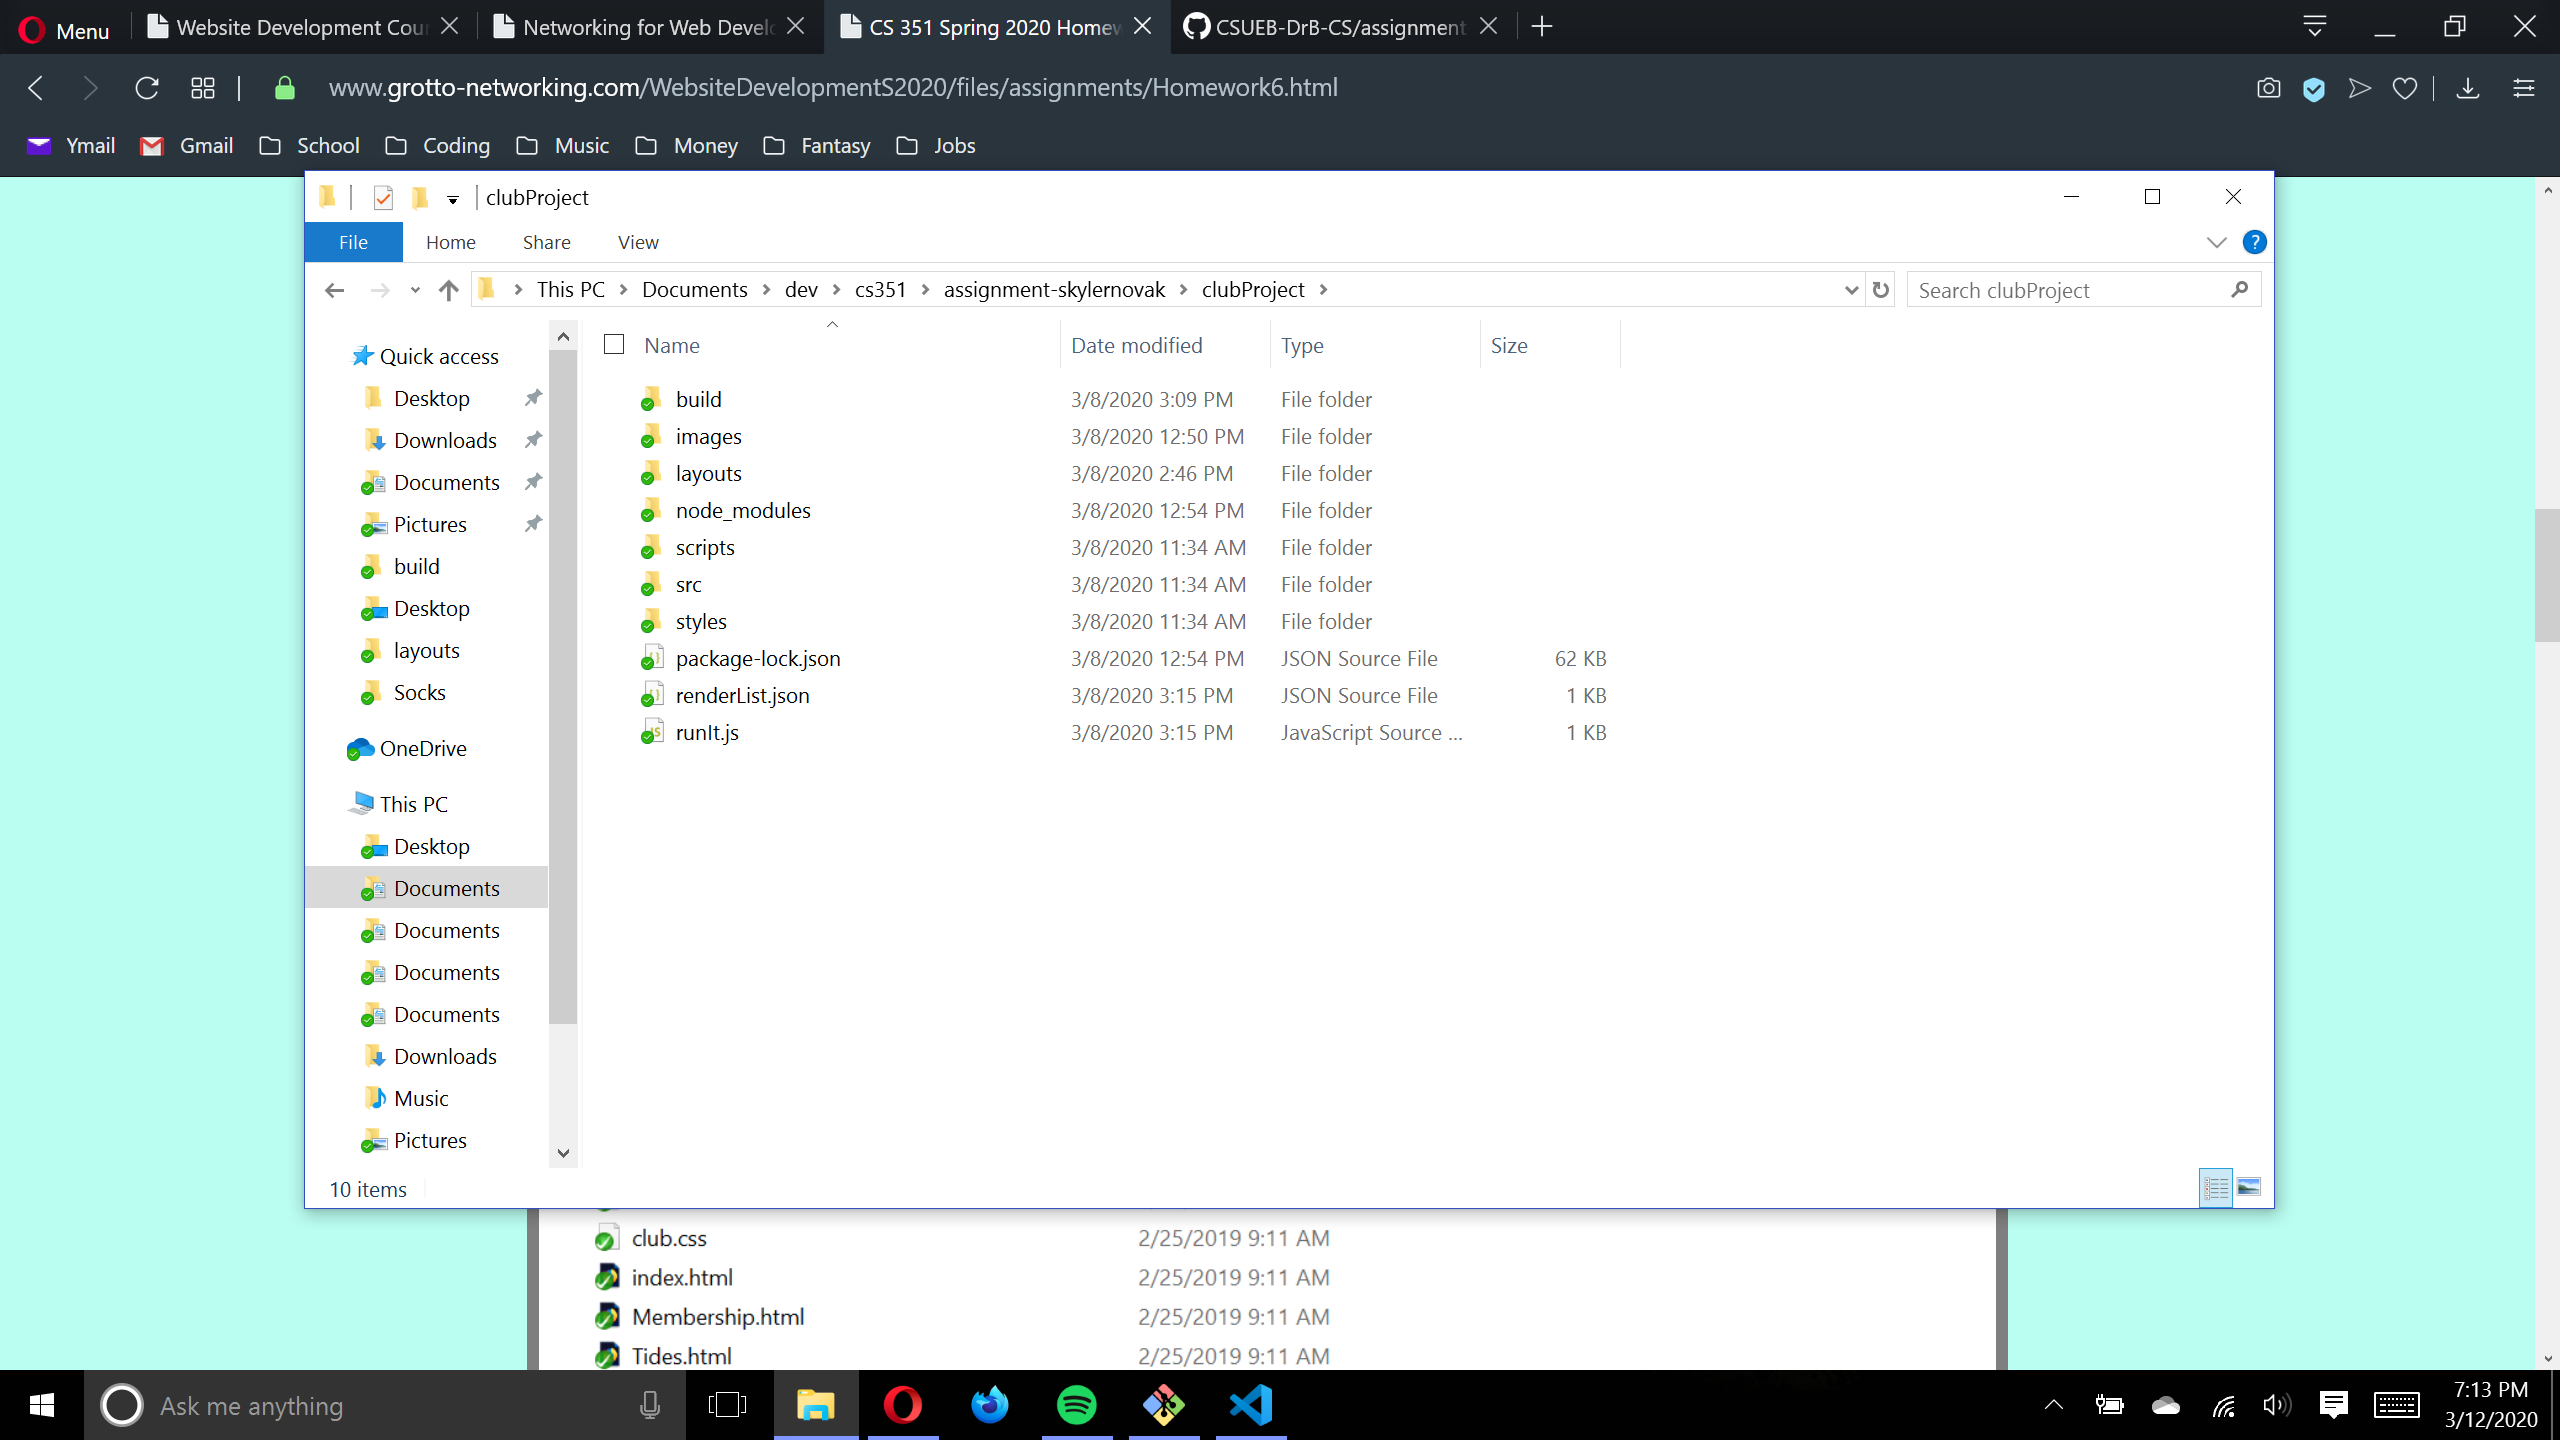 Menu Website Development Cour Networking for Web Develo CS 351 Spring 2020 Homew CSUEB-DrB-CS/assignment
www.grotto-networking.com/WebsiteDevelopmentS2020/files/assignments/Homework6.html
Ymail Gmail School Coding Music Money Fantasy Jobs
clubProject
File Home Share View
This PC Documents dev cs351 assignment-skylernovak clubProject Search clubProject
Name Date modified Type Size
Quick access
Desktop
Downloads
Documents
Pictures
build
Desktop
layouts
Socks
OneDrive
This PC
Desktop
Documents
Documents
Documents
Documents
Downloads
Music
Pictures
build 3/8/2020 3:09 PM File folder
images 3/8/2020 12:50 PM File folder
layouts 3/8/2020 2:46 PM File folder
node_modules 3/8/2020 12:54 PM File folder
scripts 3/8/2020 11:34 AM File folder
src 3/8/2020 11:34 AM File folder
styles 3/8/2020 11:34 AM File folder
package-lock.json 3/8/2020 12:54 PM JSON Source File 62 KB
renderList.json 3/8/2020 3:15 PM JSON Source File 1 KB
runIt.js 3/8/2020 3:15 PM JavaScript Source ... 1 KB
10 items
club.css 2/25/2019 9:11 AM
index.html 2/25/2019 9:11 AM
Membership.html 2/25/2019 9:11 AM
Tides.html 2/25/2019 9:11 AM
Ask me anything
7:13 PM
3/12/2020